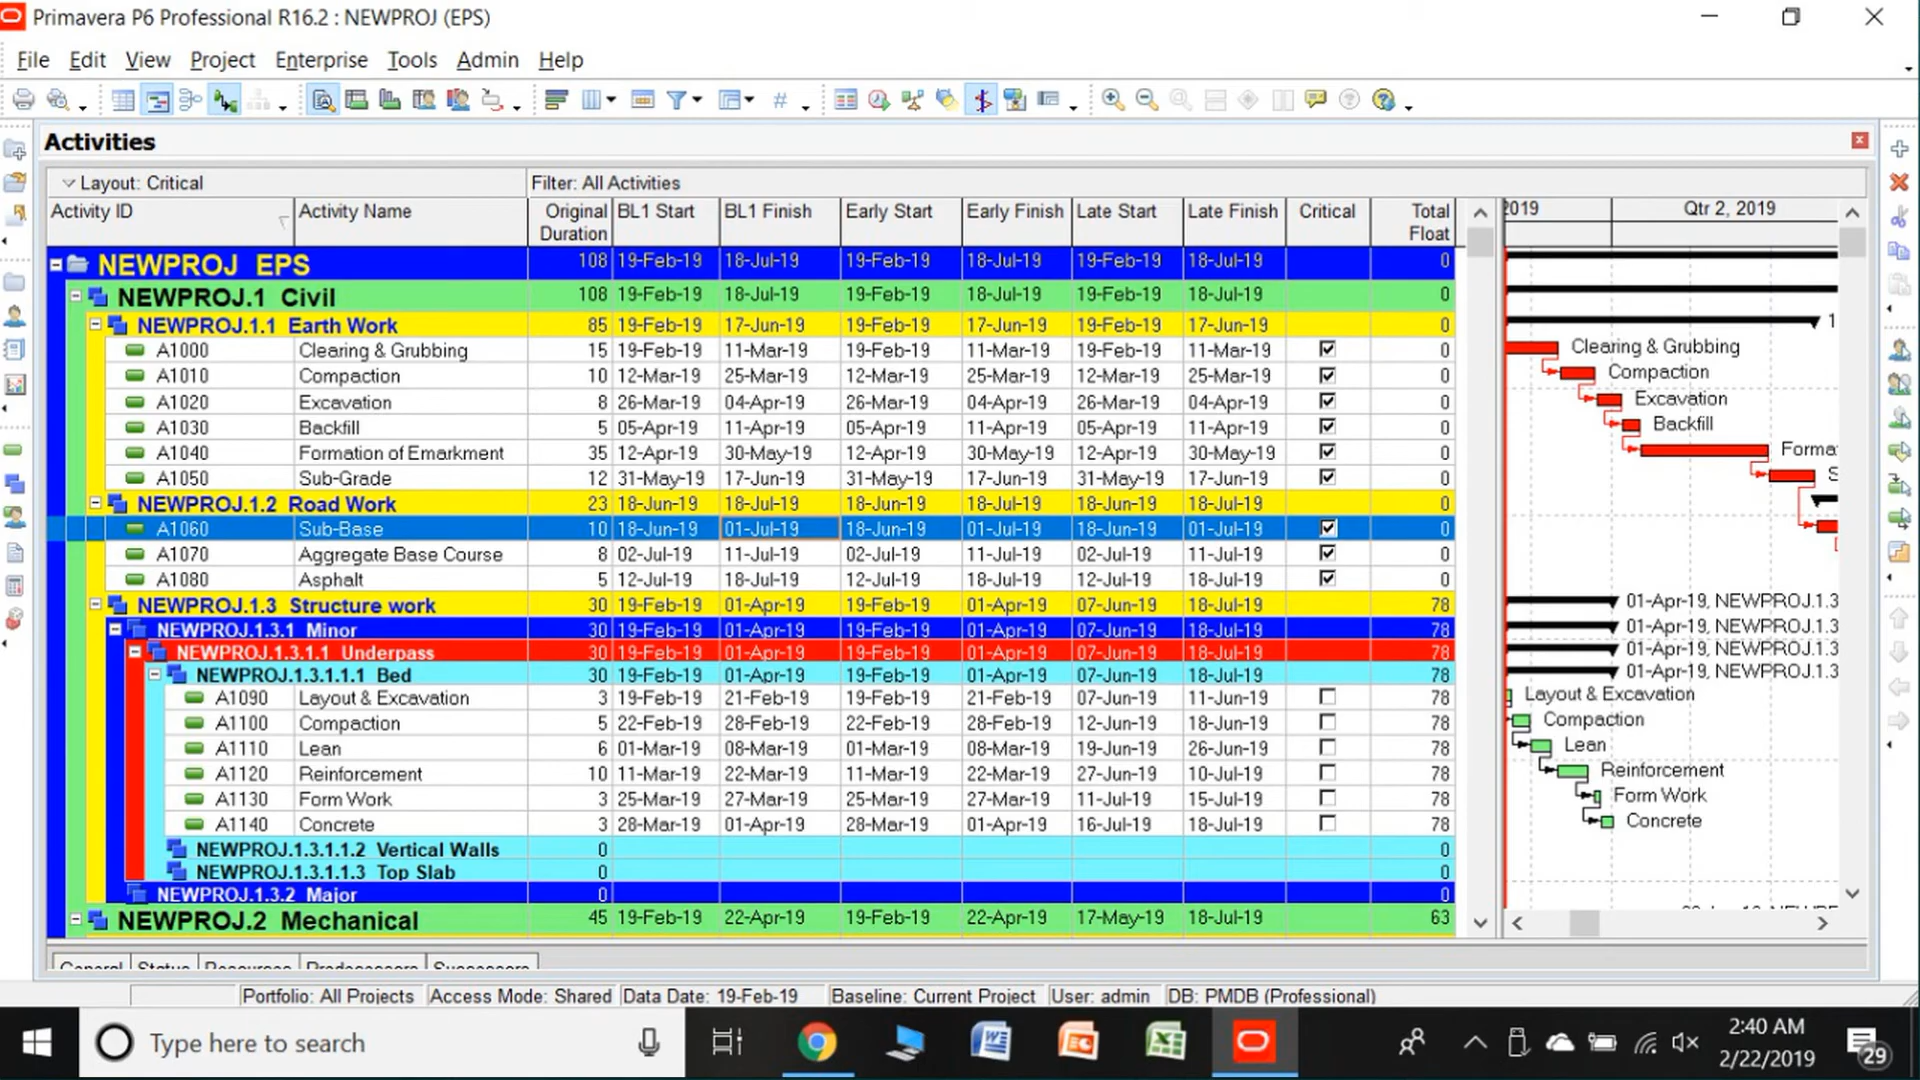 Primavera P6 Professional R16.2 : NEWPROJ (EPS)
File Edit View Project Enterprise Tools Admin Help
Activities
Layout: Critical Filter: All Activities
Activity ID Activity Name Original Duration BL1 Start BL1 Finish Early Start Early Finish Late Start Late Finish Critical Total Float 2019 Qtr 2, 2019
NEWPROJ EPS 108 19-Feb-19 18-Jul-19 19-Feb-19 18-Jul-19 19-Feb-19 18-Jul-19 0
NEWPROJ.1 Civil 108 19-Feb-19 18-Jul-19 19-Feb-19 18-Jul-19 19-Feb-19 18-Jul-19 0
NEWPROJ.1.1 Earth Work 85 19-Feb-19 17-Jun-19 19-Feb-19 17-Jun-19 19-Feb-19 17-Jun-19 0 1
A1000 Clearing & Grubbing 15 19-Feb-19 11-Mar-19 19-Feb-19 11-Mar-19 19-Feb-19 11-Mar-19 0 Clearing & Grubbing
A1010 Compaction 10 12-Mar-19 25-Mar-19 12-Mar-19 25-Mar-19 12-Mar-19 25-Mar-19 0 Compaction
A1020 Excavation 8 26-Mar-19 04-Apr-19 26-Mar-19 04-Apr-19 26-Mar-19 04-Apr-19 0 Excavation
A1030 Backfill 5 05-Apr-19 11-Apr-19 05-Apr-19 11-Apr-19 05-Apr-19 11-Apr-19 0 Backfill
A1040 Formation of Emarkment 35 12-Apr-19 30-May-19 12-Apr-19 30-May-19 12-Apr-19 30-May-19 0 Forma
A1050 Sub-Grade 12 31-May-19 17-Jun-19 31-May-19 17-Jun-19 31-May-19 17-Jun-19 0 S
NEWPROJ.1.2 Road Work 23 18-Jun-19 18-Jul-19 18-Jun-19 18-Jul-19 18-Jun-19 18-Jul-19 0
A1060 Sub-Base 10 18-Jun-19 01-Jul-19 18-Jun-19 01-Jul-19 18-Jun-19 01-Jul-19 0
A1070 Aggregate Base Course 8 02-Jul-19 11-Jul-19 02-Jul-19 11-Jul-19 02-Jul-19 11-Jul-19 0
A1080 Asphalt 5 12-Jul-19 18-Jul-19 12-Jul-19 18-Jul-19 12-Jul-19 18-Jul-19 0
NEWPROJ.1.3 Structure work 30 19-Feb-19 01-Apr-19 19-Feb-19 01-Apr-19 07-Jun-19 18-Jul-19 78 01-Apr-19, NEWPROJ.1.3
NEWPROJ.1.3.1 Minor 30 19-Feb-19 01-Apr-19 19-Feb-19 01-Apr-19 07-Jun-19 18-Jul-19 78 01-Apr-19, NEWPROJ.1.3
NEWPROJ.1.3.1.1 Underpass 30 19-Feb-19 01-Apr-19 19-Feb-19 01-Apr-19 07-Jun-19 18-Jul-19 78 01-Apr-19, NEWPROJ.1.3
NEWPROJ.1.3.1.1.1 Bed 30 19-Feb-19 01-Apr-19 19-Feb-19 01-Apr-19 07-Jun-19 18-Jul-19 78 01-Apr-19, NEWPROJ.1.3
A1090 Layout & Excavation 3 19-Feb-19 21-Feb-19 19-Feb-19 21-Feb-19 07-Jun-19 11-Jun-19 78 Layout & Excavation
A1100 Compaction 5 22-Feb-19 28-Feb-19 22-Feb-19 28-Feb-19 12-Jun-19 18-Jun-19 78 Compaction
A1110 Lean 6 01-Mar-19 08-Mar-19 01-Mar-19 08-Mar-19 19-Jun-19 26-Jun-19 78 Lean
A1120 Reinforcement 10 11-Mar-19 22-Mar-19 11-Mar-19 22-Mar-19 27-Jun-19 10-Jul-19 78 Reinforcement
A1130 Form Work 3 25-Mar-19 27-Mar-19 25-Mar-19 27-Mar-19 11-Jul-19 15-Jul-19 78 Form Work
A1140 Concrete 3 28-Mar-19 01-Apr-19 28-Mar-19 01-Apr-19 16-Jul-19 18-Jul-19 78 Concrete
NEWPROJ.1.3.1.1.2 Vertical Walls 0 0
NEWPROJ.1.3.1.1.3 Top Slab 0 0
NEWPROJ.1.3.2 Major 0 0
NEWPROJ.2 Mechanical 45 19-Feb-19 22-Apr-19 19-Feb-19 22-Apr-19 17-May-19 18-Jul-19 63
General Status Resources Predecessors Successors
Portfolio: All Projects Access Mode: Shared Data Date: 19-Feb-19 Baseline: Current Project User: admin DB: PMDB (Professional)
Type here to search
2:40 AM
2/22/2019
29